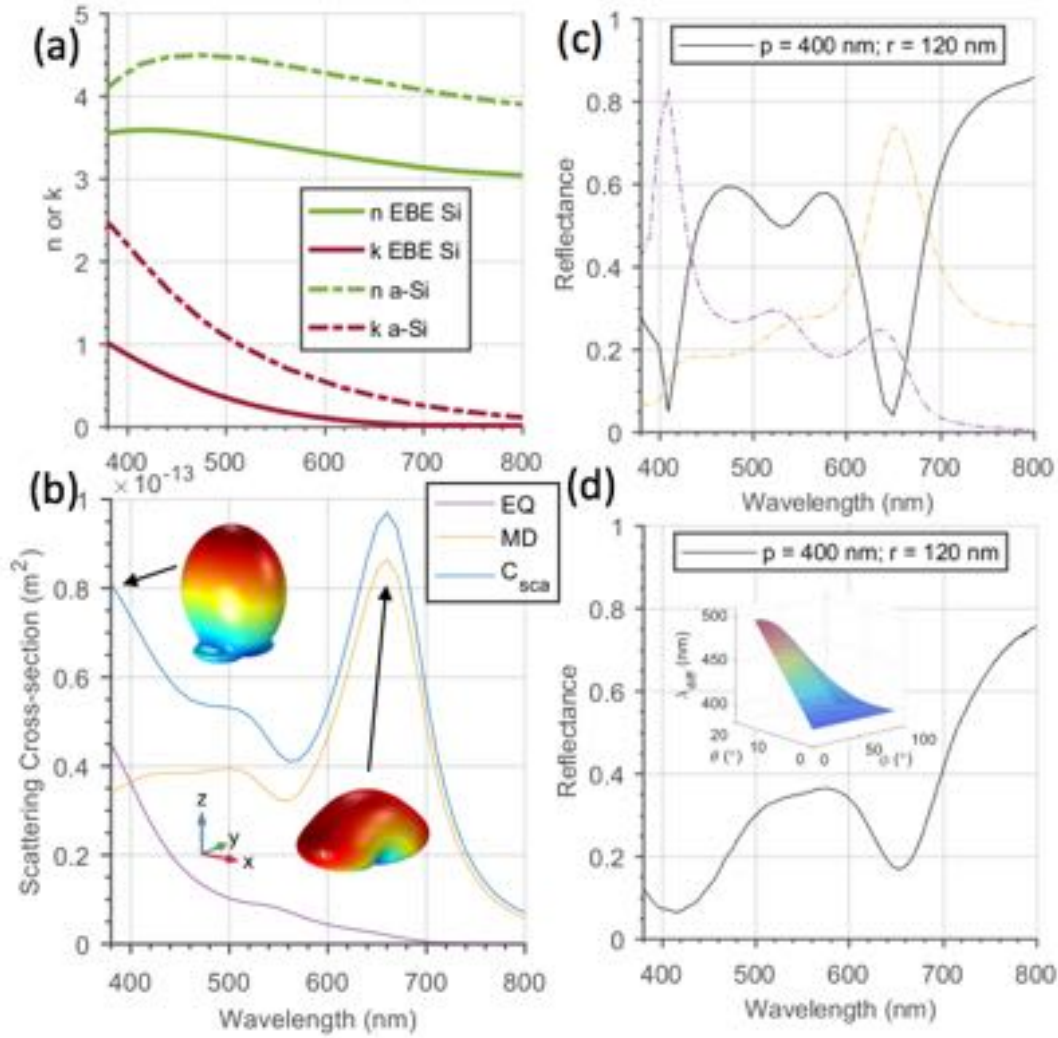 (a)
n or k
5
4
3
2
1
0
n EBE Si
k EBE Si
n a-Si
k a-Si
400 500 600 700 800
(b)
× 10⁻¹³
Scattering Cross-section (m²)
1
0.8
0.6
0.4
0.2
0
EQ
MD
C_sca
z
y
x
400 500 600 700 800
Wavelength (nm)
(c)
Reflectance
1
0.8
0.6
0.4
0.2
0
p = 400 nm; r = 120 nm
400 500 600 700 800
Wavelength (nm)
(d)
Reflectance
1
0.8
0.6
0.4
0.2
0
p = 400 nm; r = 120 nm
500
450
400
(nm)
20
10
0
θ (°)
0
50
100
(°)
400 500 600 700 800
Wavelength (nm)